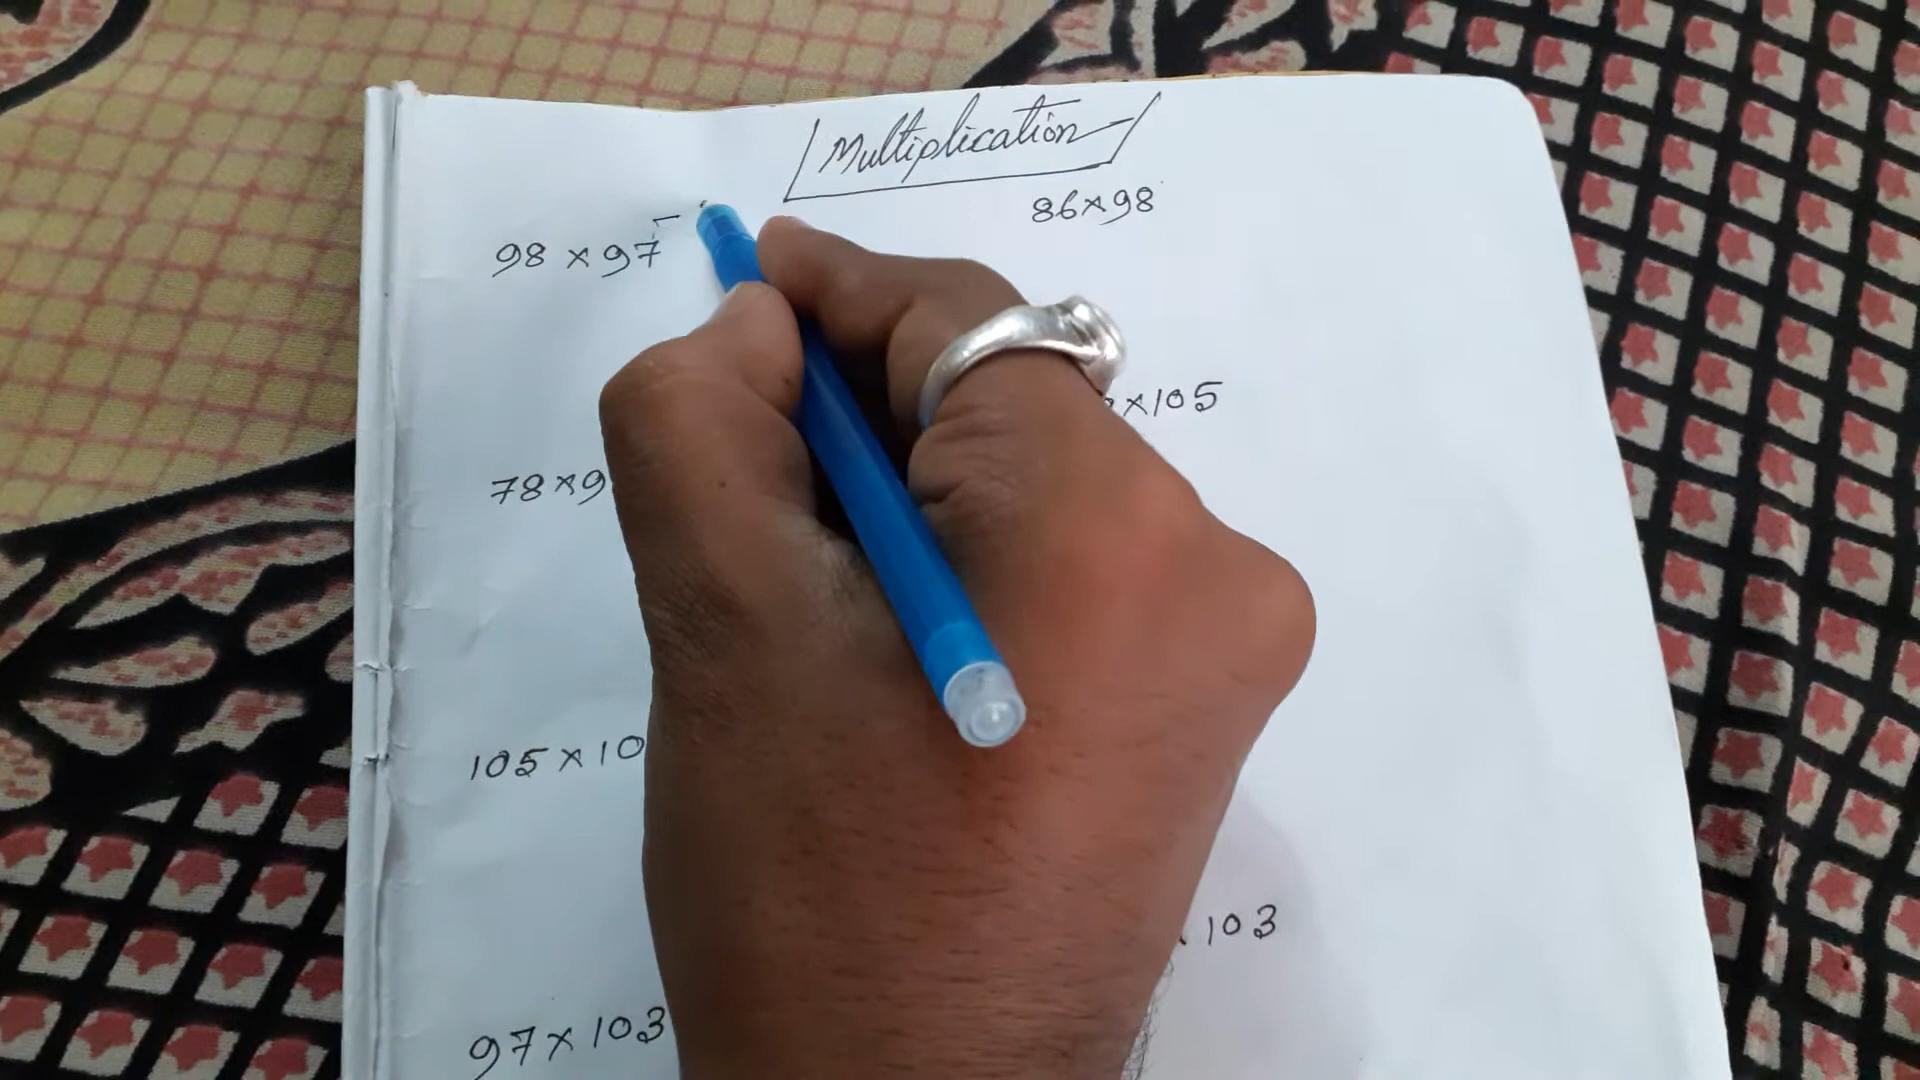 Multiplication
98 × 97
86×98
×105
78×9
105 × 10
103
97 × 103